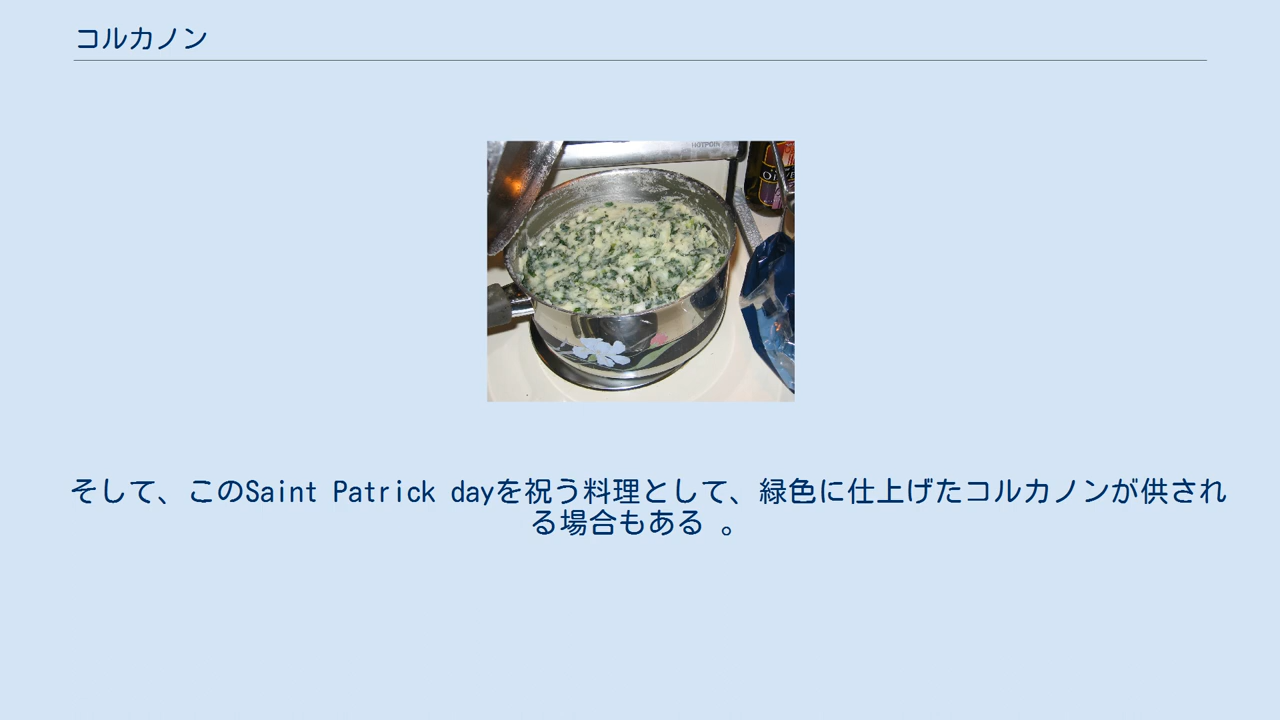 コルカノン
HOTPOIN
そして、このSaint Patrick dayを祝う料理として、緑色に仕上げたコルカノンが供され
る場合もある 。